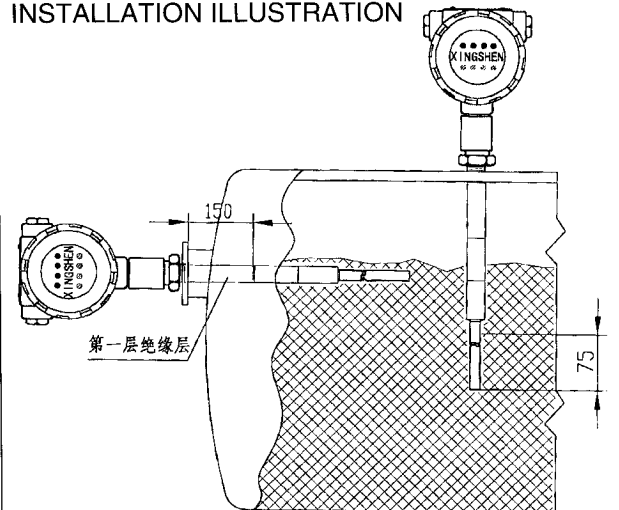 INSTALLATION ILLUSTRATION
XINGSHEN
150
XINGSHEN
第一层绝缘层
75